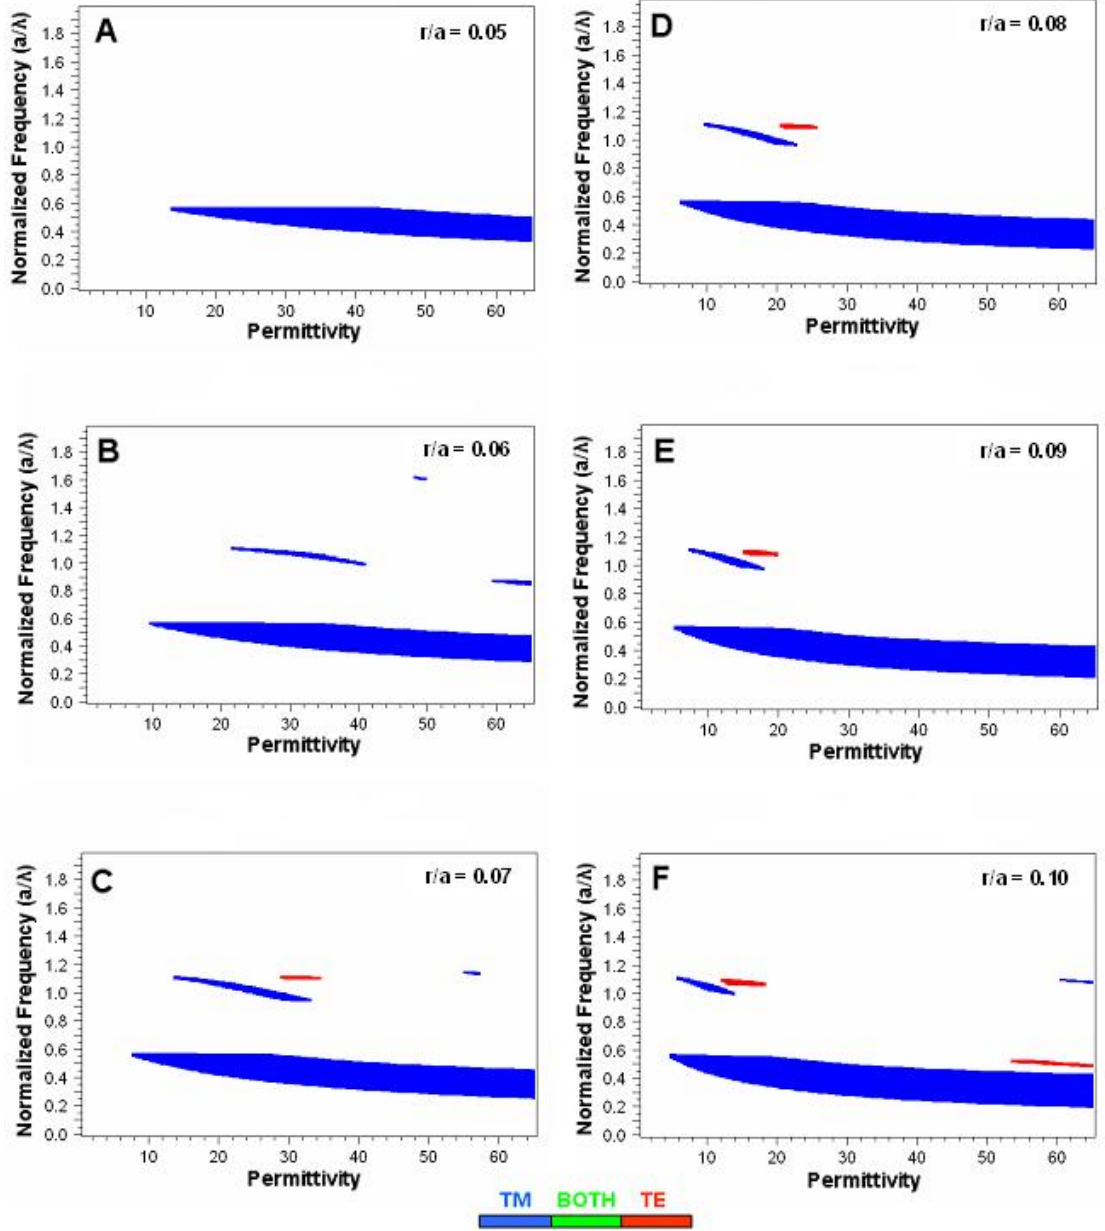 A
r/a = 0.05
Normalized Frequency (a/λ)
1.8
1.6
1.4
1.2
1.0
0.8
0.6
0.4
0.2
0.0
10 20 30 40 50 60
Permittivity
D
r/a = 0.08
Normalized Frequency (a/λ)
1.8
1.6
1.4
1.2
1.0
0.8
0.6
0.4
0.2
0.0
10 20 30 40 50 60
Permittivity
B
r/a = 0.06
Normalized Frequency (a/λ)
1.8
1.6
1.4
1.2
1.0
0.8
0.6
0.4
0.2
0.0
10 20 30 40 50 60
Permittivity
E
r/a = 0.09
Normalized Frequency (a/λ)
1.8
1.6
1.4
1.2
1.0
0.8
0.6
0.4
0.2
0.0
10 20 30 40 50 60
Permittivity
C
r/a = 0.07
Normalized Frequency (a/λ)
1.8
1.6
1.4
1.2
1.0
0.8
0.6
0.4
0.2
0.0
10 20 30 40 50 60
Permittivity
F
r/a = 0.10
Normalized Frequency (a/λ)
1.8
1.6
1.4
1.2
1.0
0.8
0.6
0.4
0.2
0.0
10 20 30 40 50 60
Permittivity
TM BOTH TE